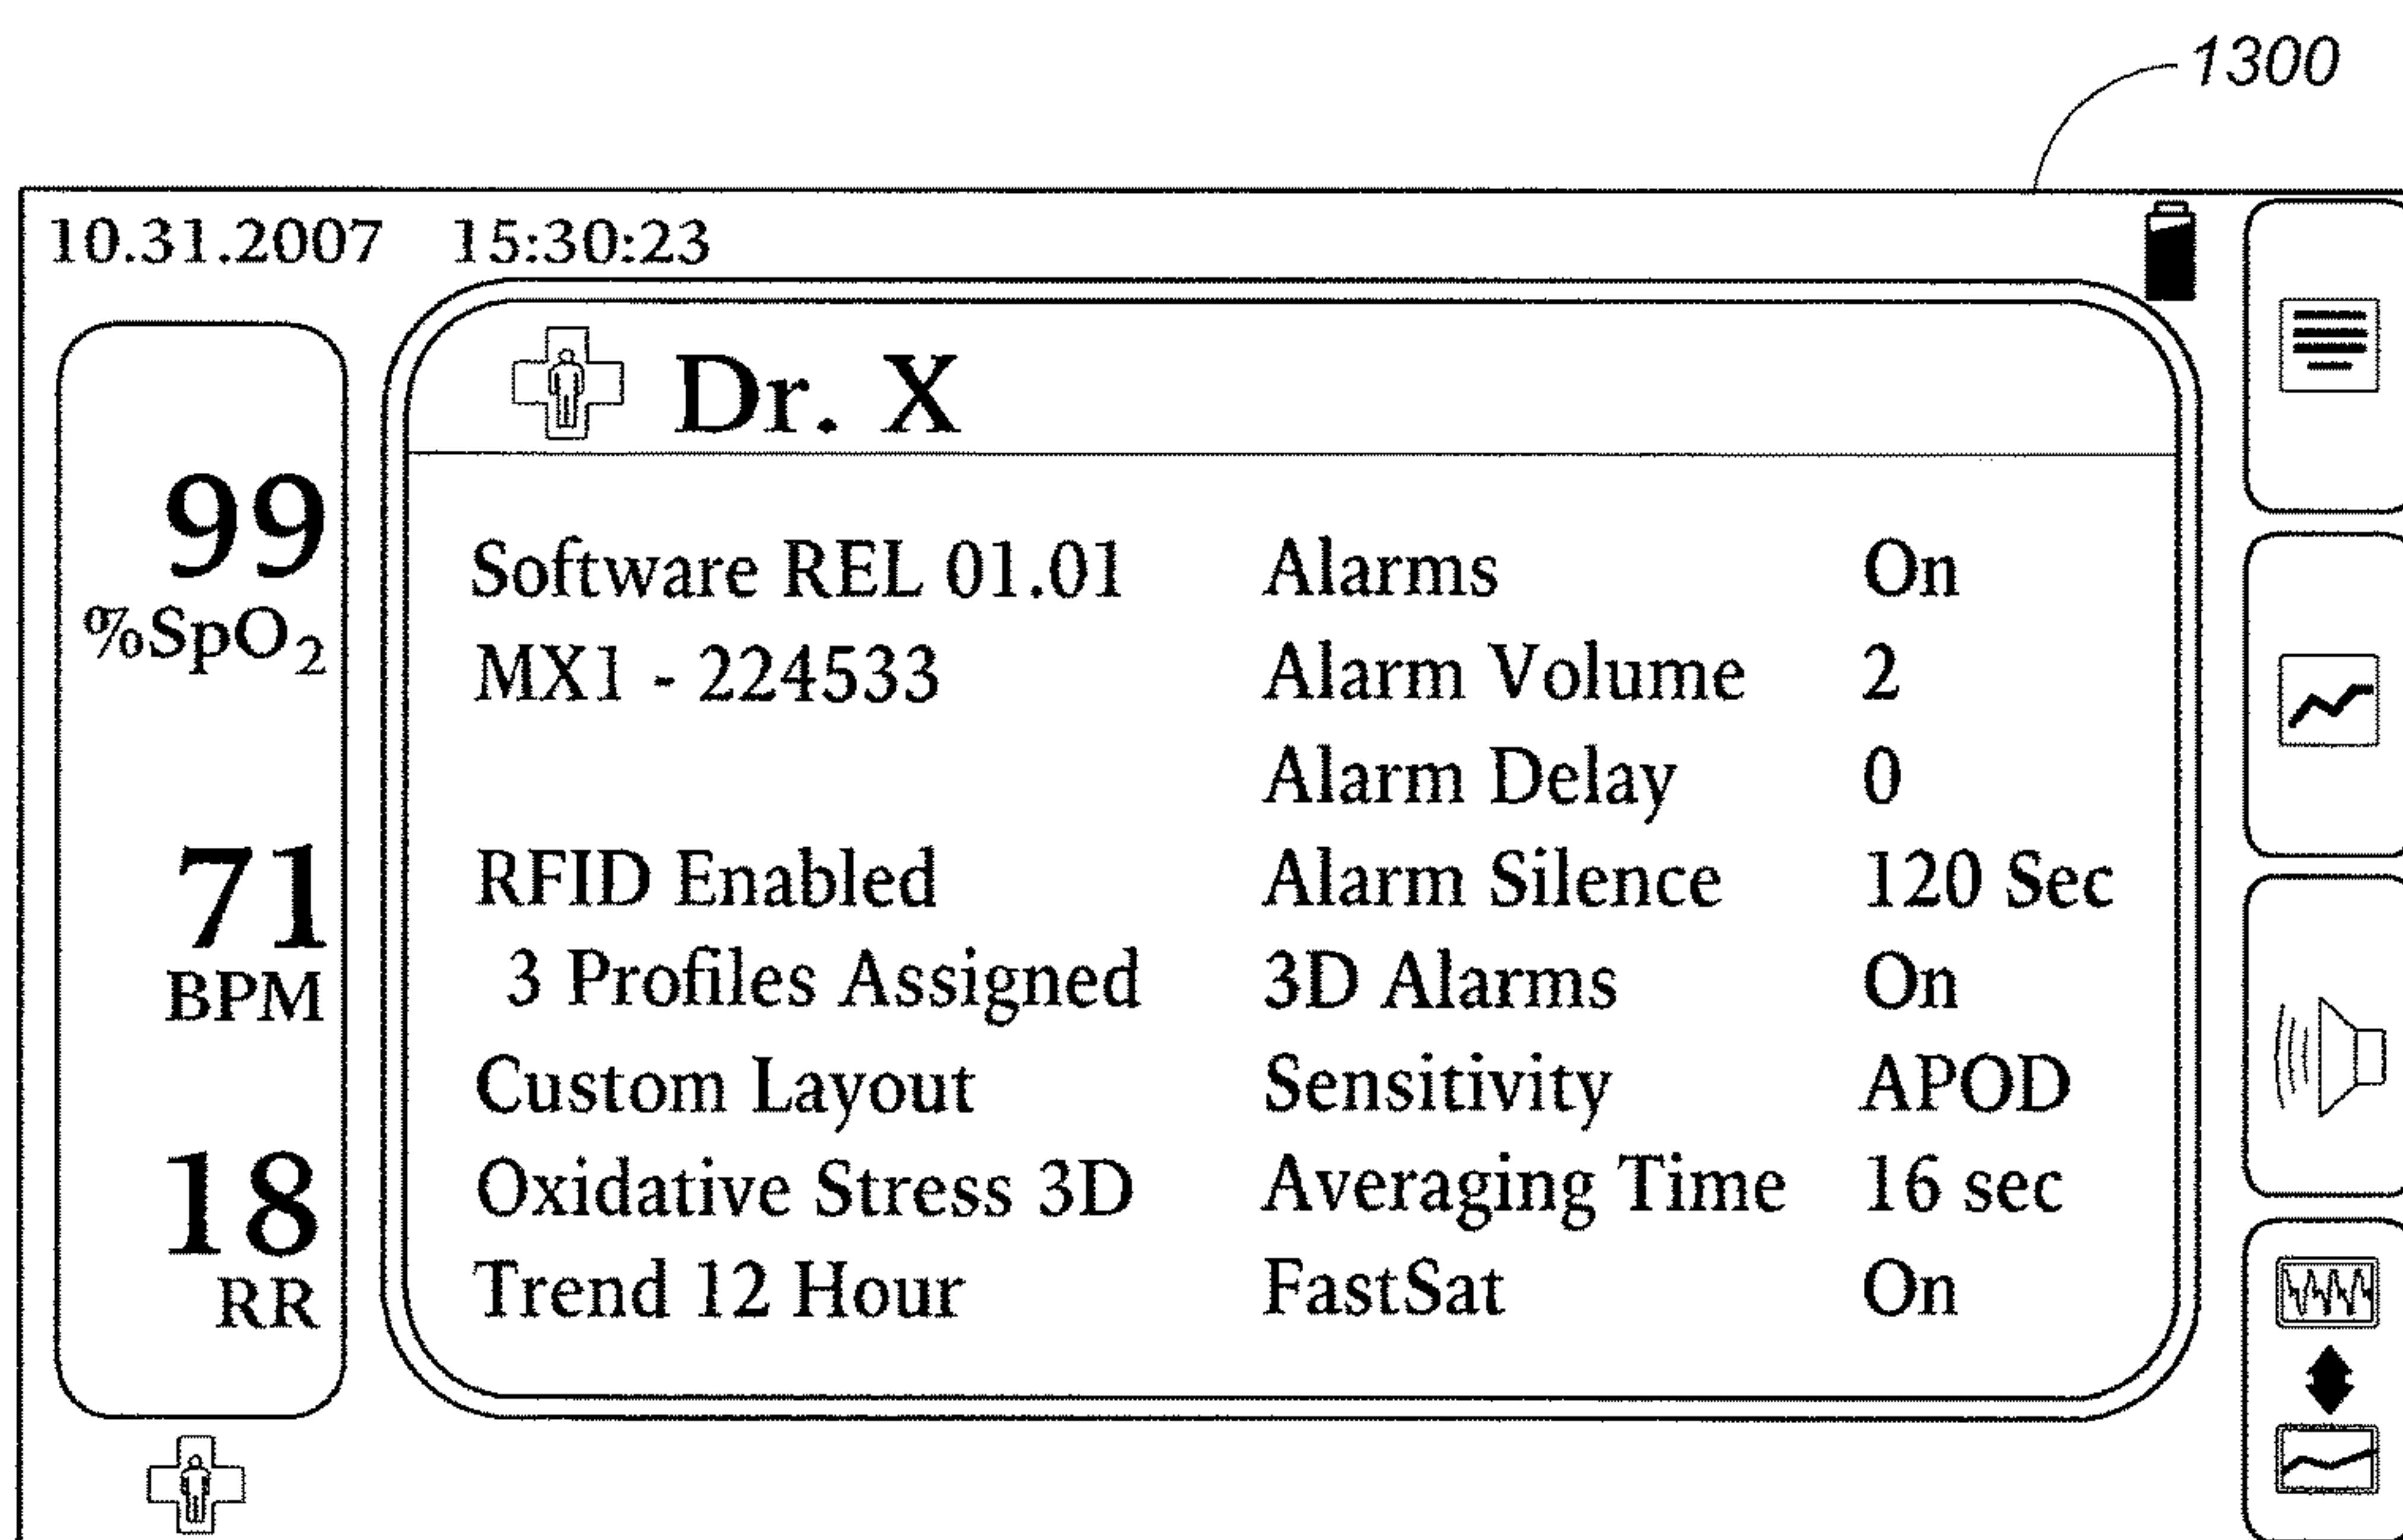 1300
10.31.2007 15:30:23
99
%SpO₂
71
BPM
18
RR
Dr. X
Software REL 01.01
MX1 - 224533
RFID Enabled
3 Profiles Assigned
Custom Layout
Oxidative Stress 3D
Trend 12 Hour
Alarms On
Alarm Volume 2
Alarm Delay 0
Alarm Silence 120 Sec
3D Alarms On
Sensitivity APOD
Averaging Time 16 sec
FastSat On